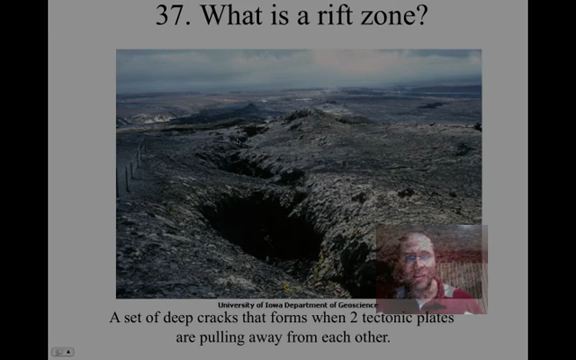 37. What is a rift zone?
University of Iowa Department of Geoscience
A set of deep cracks that forms when 2 tectonic plates
are pulling away from each other.